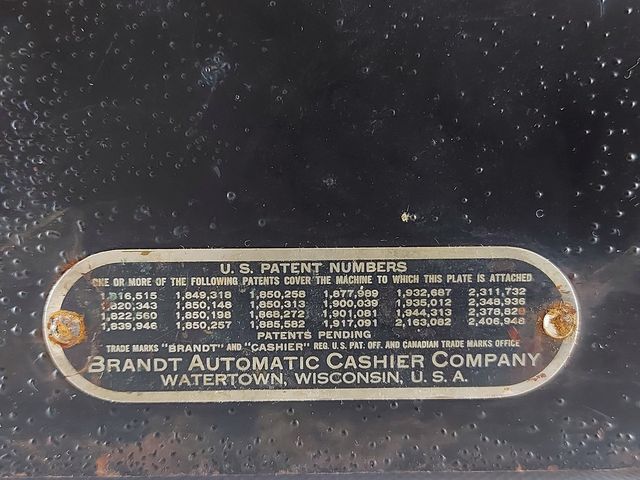 U. S. PATENT NUMBERS
ONE OR MORE OF THE FOLLOWING PATENTS COVER THE MACHINE TO WHICH THIS PLATE IS ATTACHED
1,816,515 1,849,318 1,850,258 1,877,989 1,932,687 2,311,732
1,820,343 1,850,148 1,850,313 1,900,039 1,935,012 2,348,936
1,822,560 1,850,198 1,868,272 1,901,081 1,944,313
1,839,946 1,850,257 1,885,582 1,917,091 2,163,082 2,406,948
PATENTS PENDING
TRADE MARKS "BRANDT" AND "CASHIER" REG. U. S. PAT. OFF. AND CANADIAN TRADE MARKS OFFICE
BRANDT AUTOMATIC CASHIER COMPANY
WATERTOWN, WISCONSIN, U. S. A.